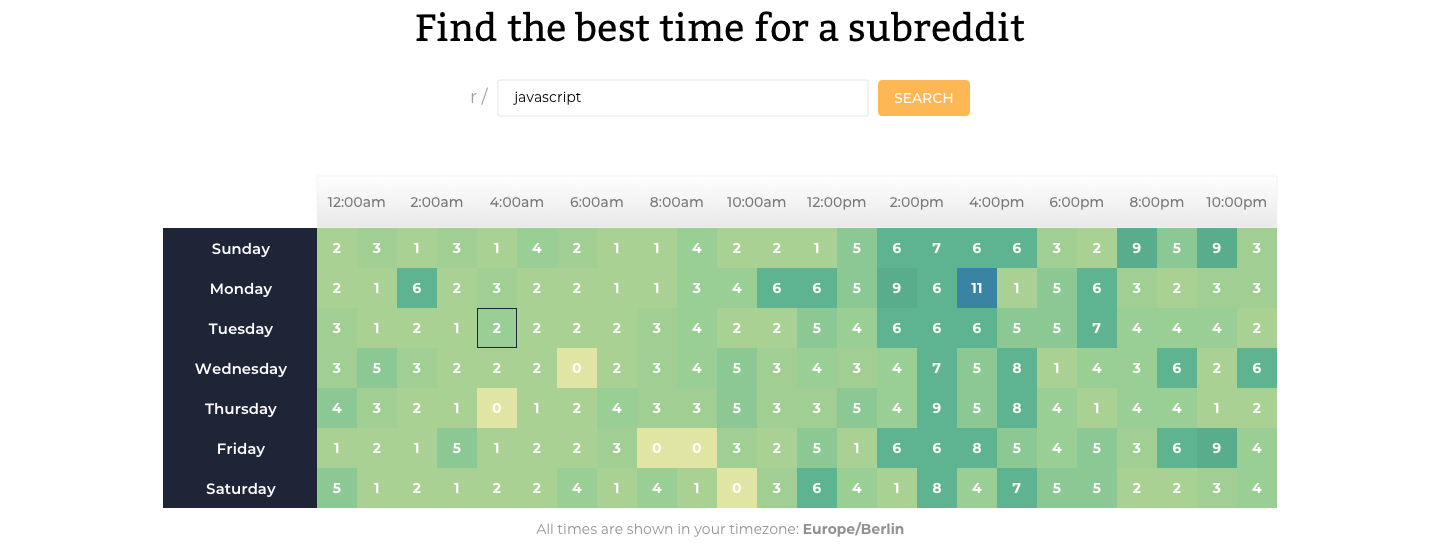 Find the best time for a subreddit
r / javascript SEARCH
12:00am 2:00am 4:00am 6:00am 8:00am 10:00am 12:00pm 2:00pm 4:00pm 6:00pm 8:00pm 10:00pm
Sunday 2 3 1 3 1 4 2 1 1 4 2 2 1 5 6 7 6 6 3 2 9 5 9 3
Monday 2 1 6 2 3 2 2 1 1 3 4 6 6 5 9 6 11 1 5 6 3 2 3 3
Tuesday 3 1 2 1 2 2 2 2 3 4 2 2 5 4 6 6 6 5 5 7 4 4 4 2
Wednesday 3 5 3 2 2 2 0 2 3 4 5 3 4 3 4 7 5 8 1 4 3 6 2 6
Thursday 4 3 2 1 0 1 2 4 3 3 5 3 3 5 4 9 5 8 4 1 4 4 1 2
Friday 1 2 1 5 1 2 2 3 0 0 3 2 5 1 6 6 8 5 4 5 3 6 9 4
Saturday 5 1 2 1 2 2 4 1 4 1 0 3 6 4 1 8 4 7 5 5 2 2 3 4
All times are shown in your timezone: Europe/Berlin